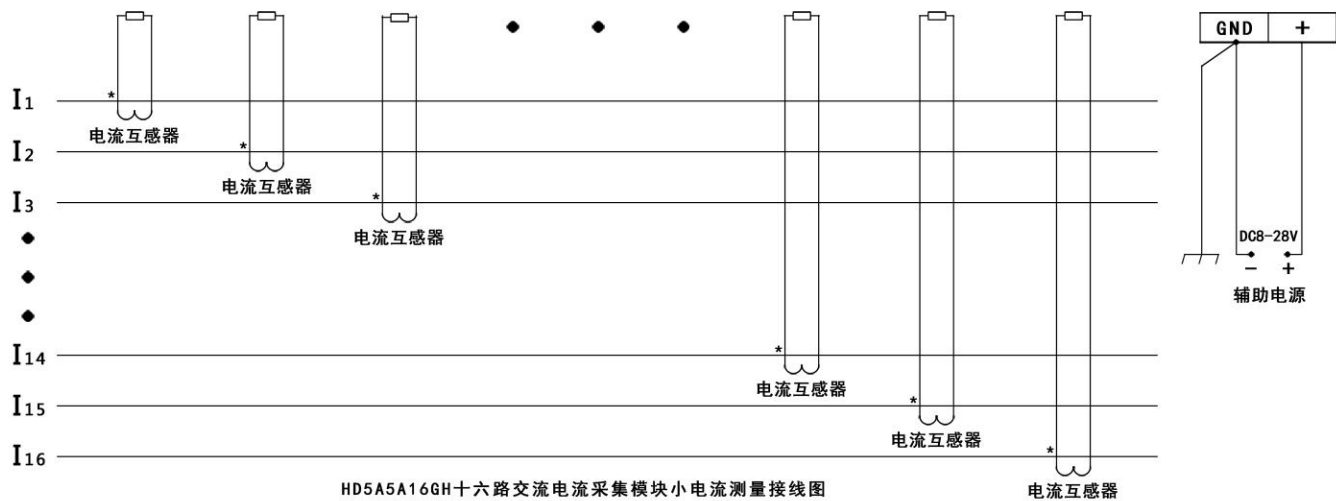 GND +
* I1
电流互感器
* I2
电流互感器
* I3
电流互感器
DC8-28V
- +
辅助电源
I14 *
电流互感器
I15 *
电流互感器
I16 *
电流互感器
HD5A5A16GH十六路交流电流采集模块小电流测量接线图